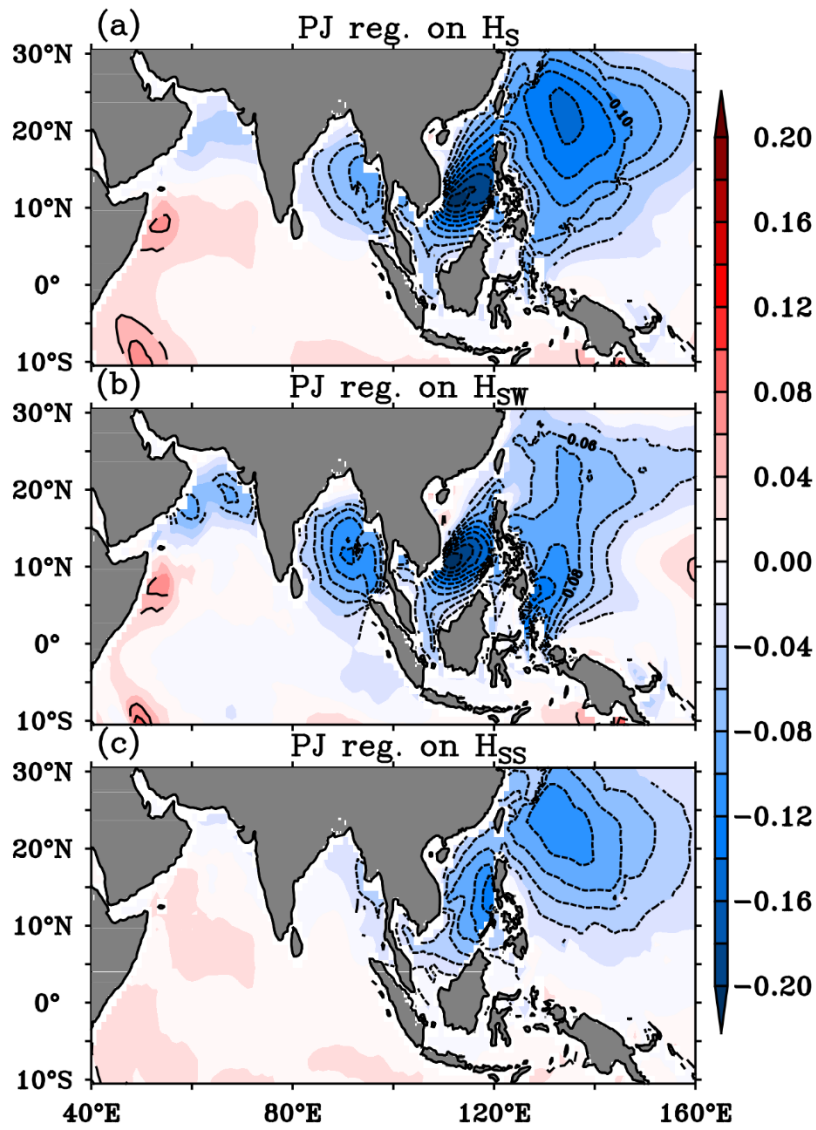 (a) PJ reg. on H_S
30°N
20°N
10°N
0°
10°S
-0.10
(b) PJ reg. on H_SW
30°N
20°N
10°N
0°
10°S
-0.06
-0.08
(c) PJ reg. on H_SS
30°N
20°N
10°N
0°
10°S
40°E 80°E 120°E 160°E
0.20
0.16
0.12
0.08
0.04
0.00
-0.04
-0.08
-0.12
-0.16
-0.20